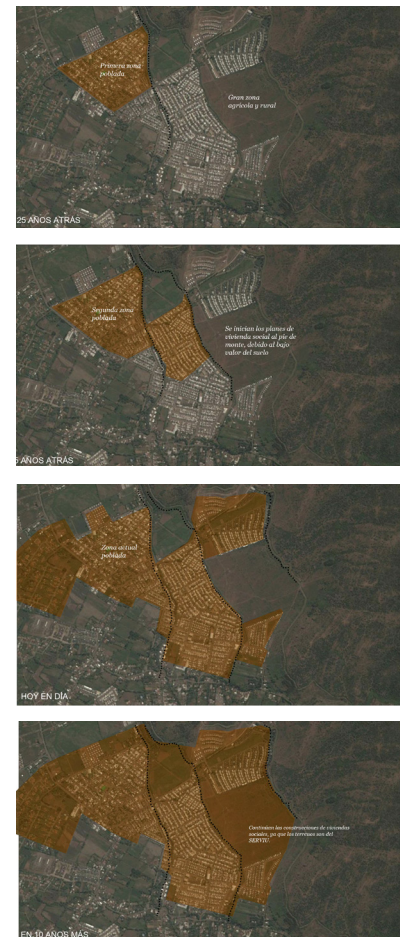 Primera zona
poblada
Gran zona
agrícola y rural
25 AÑOS ATRÁS
Segunda zona
poblada
Se inician los planes de
vivienda social al pie de
monte, debido al bajo
valor del suelo
5 AÑOS ATRÁS
Zona actual
poblada
HOY EN DÍA
Continúan las construcciones de viviendas
sociales, ya que los terrenos son del
SERVIU.
EN 10 AÑOS MÁS